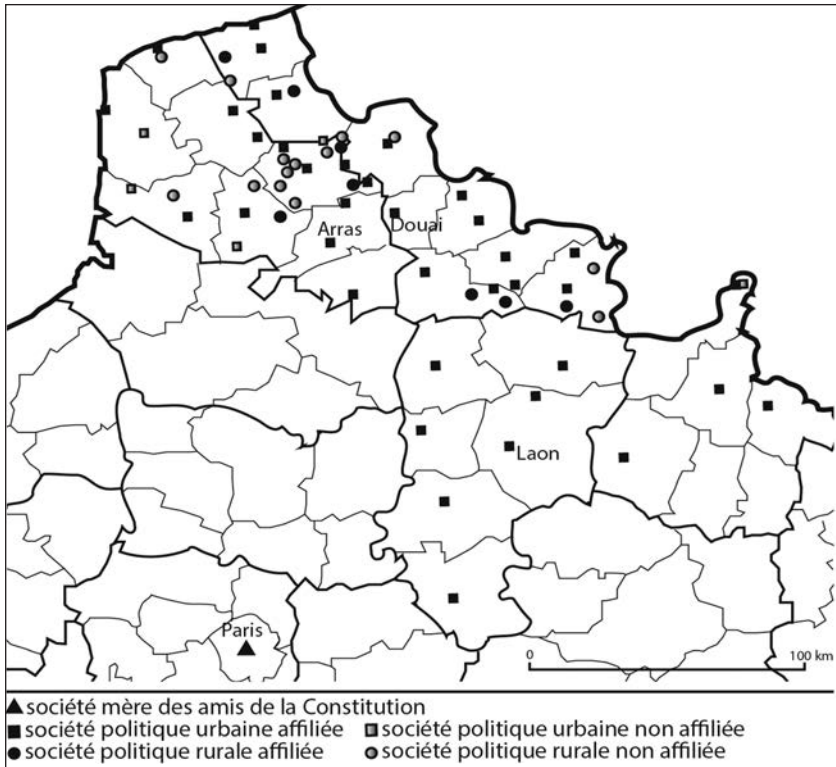 Arras
Douai
Laon
Paris
0 100 km
société mère des amis de la Constitution
société politique urbaine affiliée
société politique urbaine non affiliée
société politique rurale affiliée
société politique rurale non affiliée